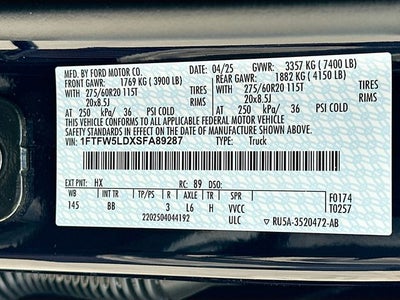 MFD. BY FORD MOTOR CO. 04/25 GVWR: 3357 KG (7400 LB)
FRONT GAWR: 1769 KG (3900 LB) REAR GAWR: 1882 KG (4150 LB)
WITH 275/60R20 115T TIRES WITH 275/60R20 115T TIRES
20x8.5J RIMS 20x8.5J RIMS
AT 250 kPa/ 36 PSI COLD AT 250 kPa/ 36 PSI COLD
THIS VEHICLE CONFORMS TO ALL APPLICABLE FEDERAL MOTOR VEHICLE
SAFETY STANDARDS IN EFFECT ON THE DATE OF MANUFACTURE SHOWN ABOVE.
VIN: 1FTFW5LDXSFA89287 TYPE: Truck
EXT PNT: HX RC: 89 DSO: F0174
WB INT TR TP/PS R AXLE TR SPR T0257
145 BB 3 L6 H VVCC
2202504044192 ULC RU5A-3520472-AB